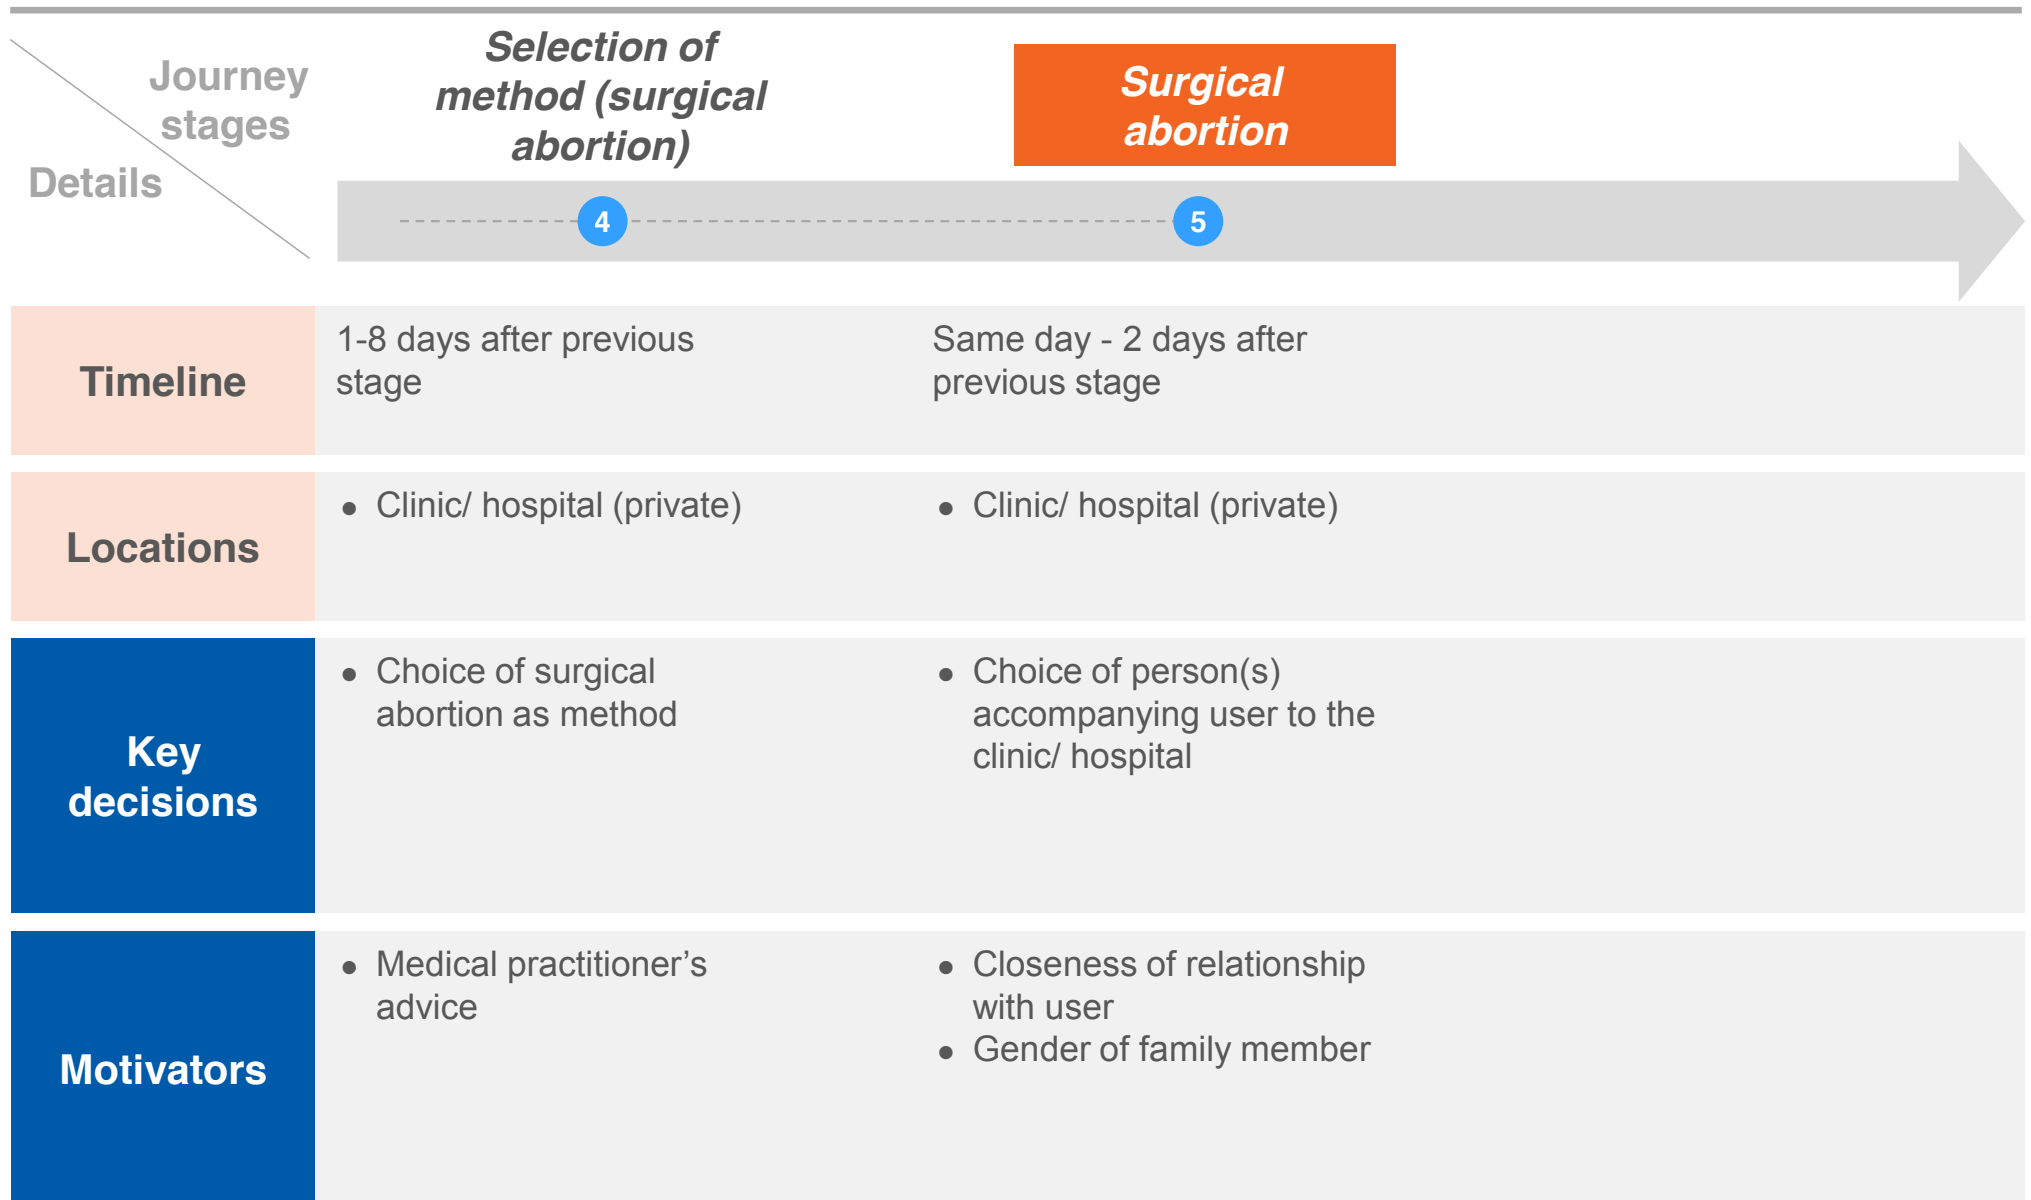 Journey
stages
Details
Selection of
method (surgical
abortion)
Surgical
abortion
4
5
Timeline
1-8 days after previous
stage
Same day - 2 days after
previous stage
Locations
● Clinic/ hospital (private)
● Clinic/ hospital (private)
Key
decisions
● Choice of surgical
abortion as method
● Choice of person(s)
accompanying user to the
clinic/ hospital
Motivators
● Medical practitioner’s
advice
● Closeness of relationship
with user
● Gender of family member